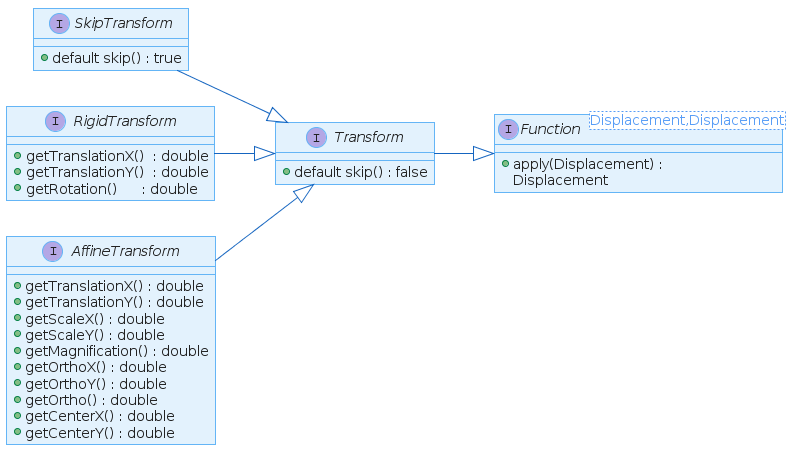 I SkipTransform
default skip() : true
I RigidTransform
getTranslationX() : double
getTranslationY() : double
getRotation() : double
I AffineTransform
getTranslationX() : double
getTranslationY() : double
getScaleX() : double
getScaleY() : double
getMagnification() : double
getOrthoX() : double
getOrthoY() : double
getOrtho() : double
getCenterX() : double
getCenterY() : double
I Transform
default skip() : false
I Function
Displacement,Displacement
apply(Displacement) :
Displacement